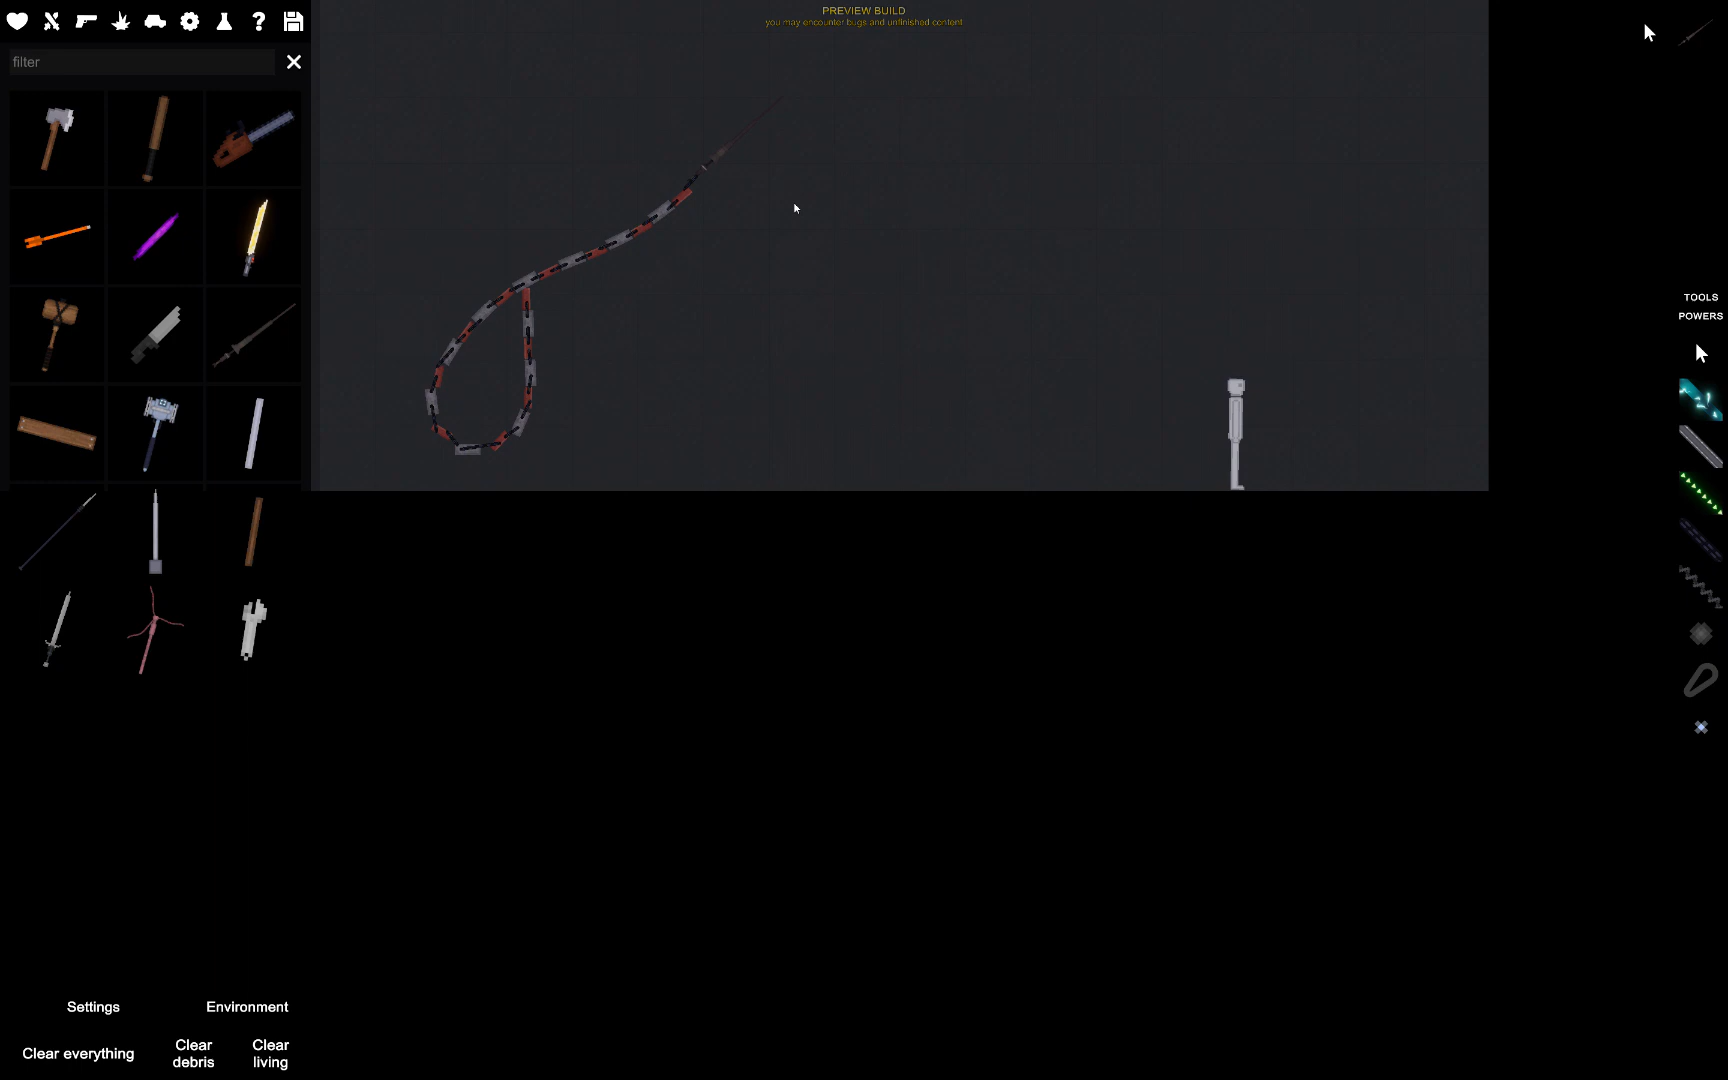 PREVIEW BUILD
you may encounter bugs and unfinished content
filter
TOOLS
POWERS
Settings
Environment
Clear everything
Clear debris
Clear living